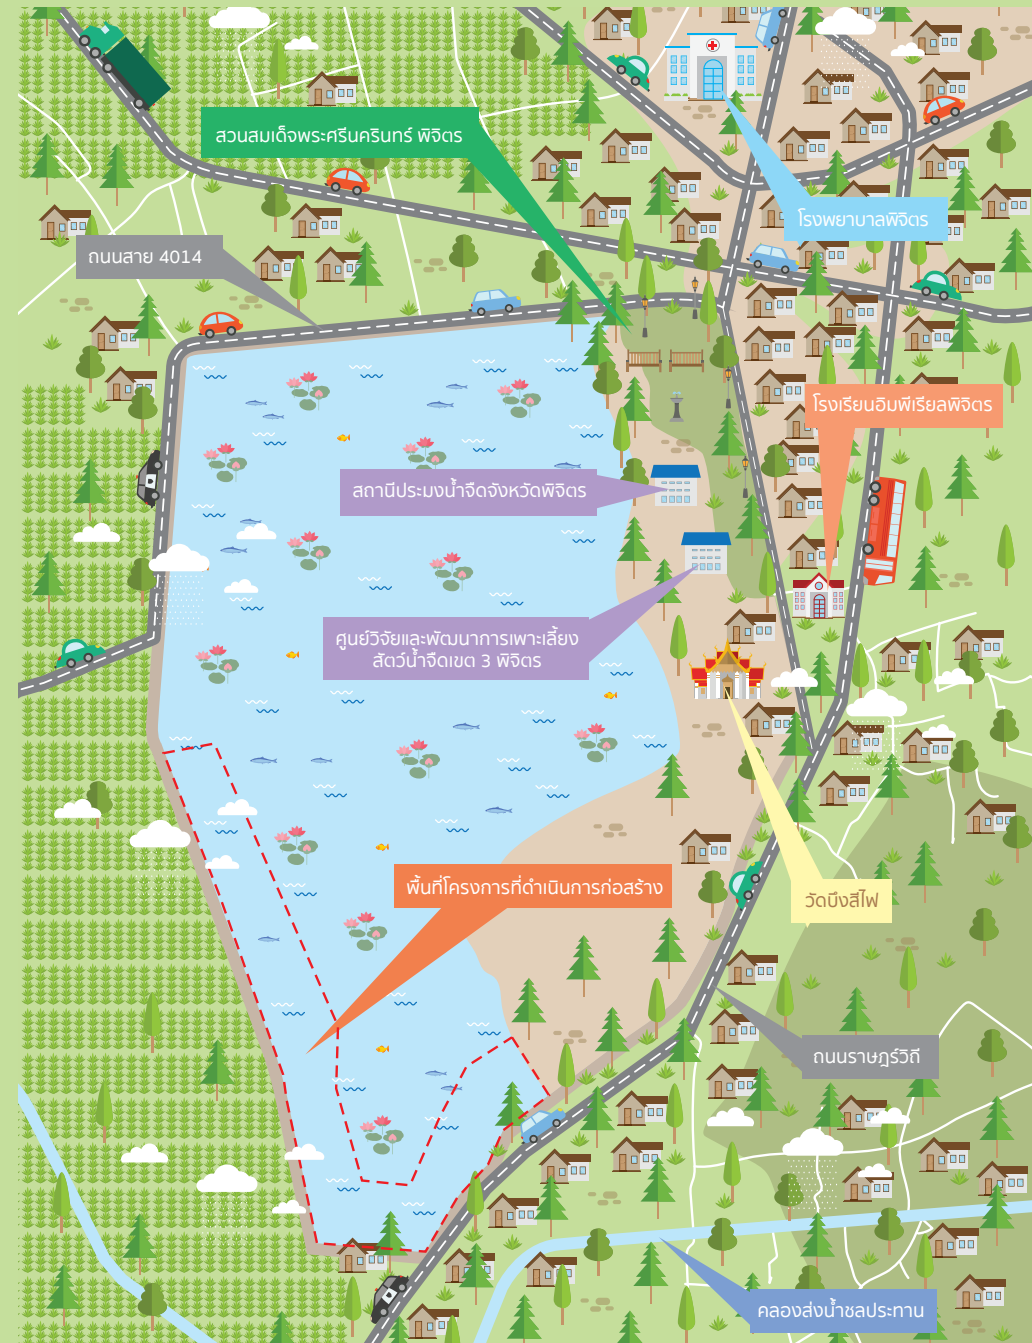 สวนสมเด็จพระศรีนครินทร์ พิจิตร
โรงพยาบาลพิจิตร
ถนนสาย 4014
โรงเรียนอิมพีเรียลพิจิตร
สถานีประมงน้ำจืดจังหวัดพิจิตร
ศูนย์วิจัยและพัฒนาการเพาะเลี้ยง
สัตว์น้ำจืดเขต 3 พิจิตร
พื้นที่โครงการที่ดำเนินการก่อสร้าง
วัดบึงสีไฟ
ถนนราษฎร์วิถี
คลองส่งน้ำชลประทาน